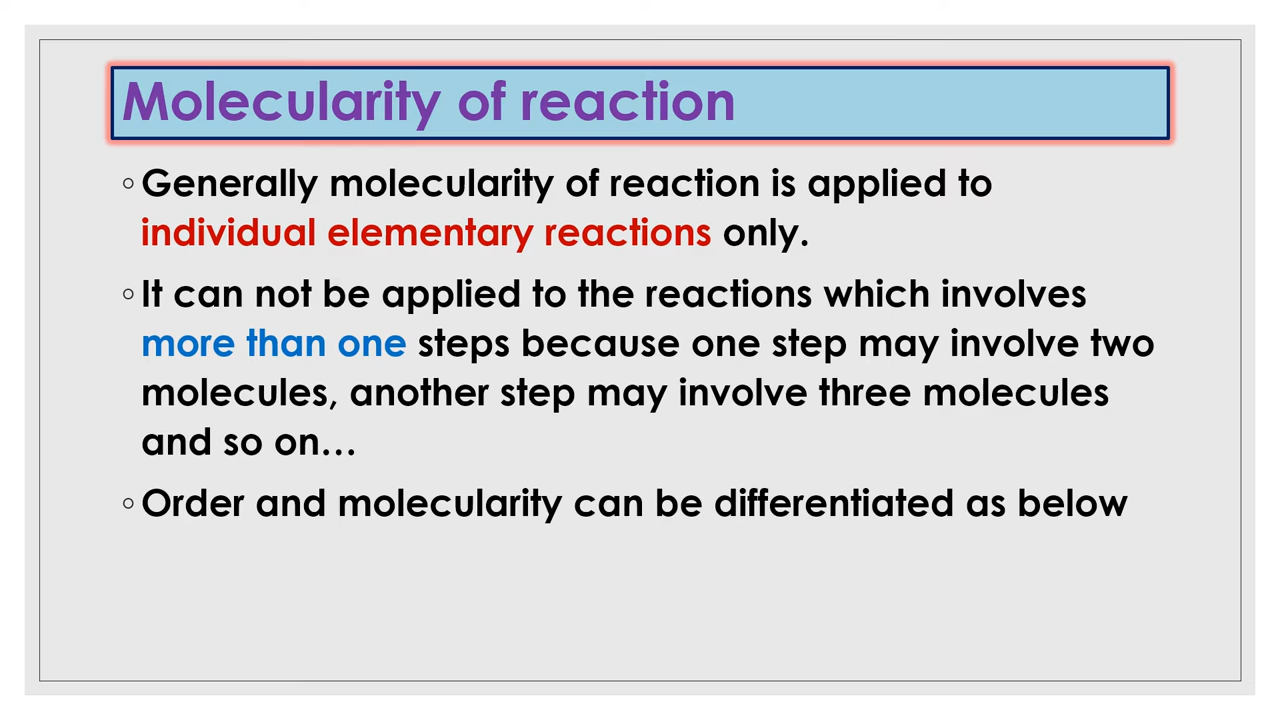 Molecularity of reaction
◦Generally molecularity of reaction is applied to
individual elementary reactions only.
◦It can not be applied to the reactions which involves
more than one steps because one step may involve two
molecules, another step may involve three molecules
and so on…
◦Order and molecularity can be differentiated as below